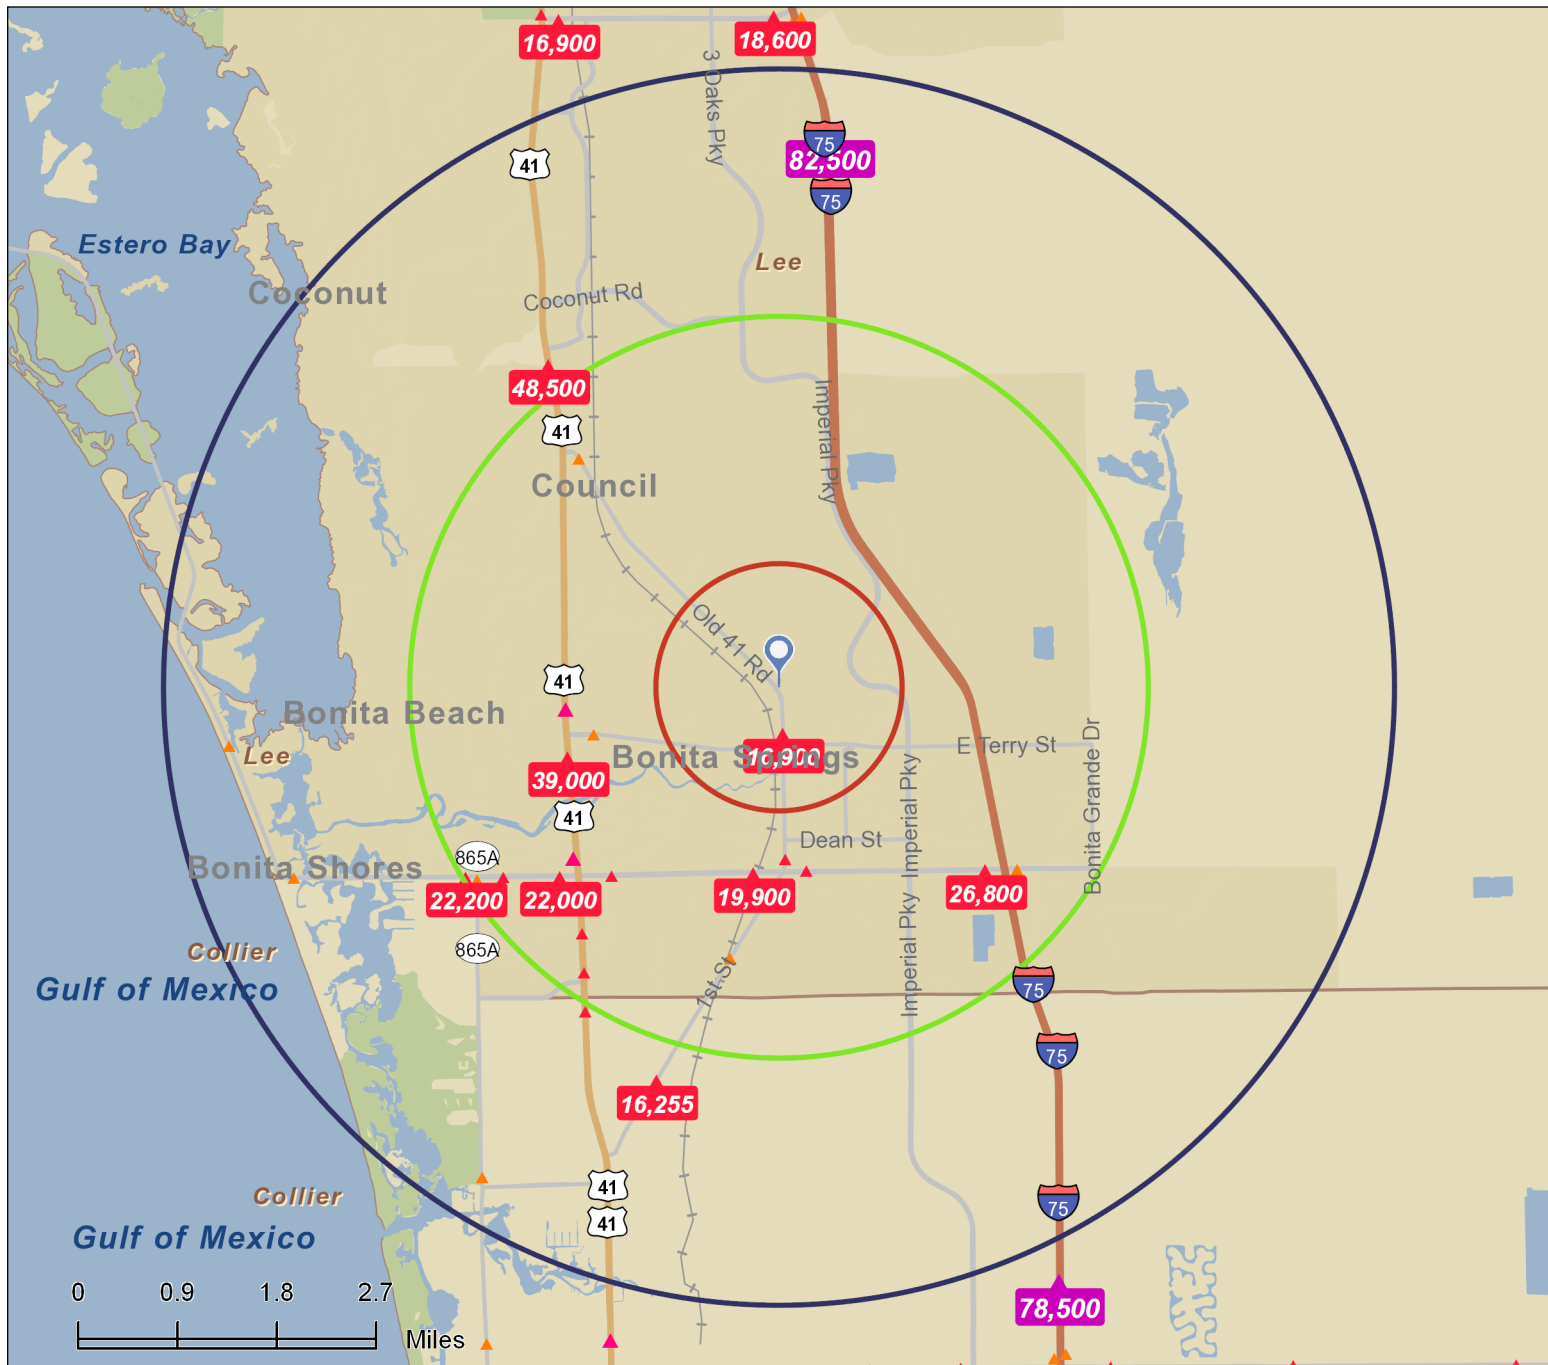 16,900
18,600
3 Oaks Pky
75
82,500
75
41
Estero Bay
Lee
Coconut
Coconut Rd
48,500
41
Imperial Pky
Council
Old 41 Rd
41
Bonita Beach
Lee
Bonita Springs
16,900
E Terry St
Bonita Grande Dr
39,000
41
Imperial Pky
Dean St
865A
Bonita Shores
22,200
22,000
19,900
26,800
865A
Collier
Gulf of Mexico
1st St
Imperial Pky
75
75
16,255
41
Collier
75
41
Gulf of Mexico
78,500
0 0.9 1.8 2.7
Miles